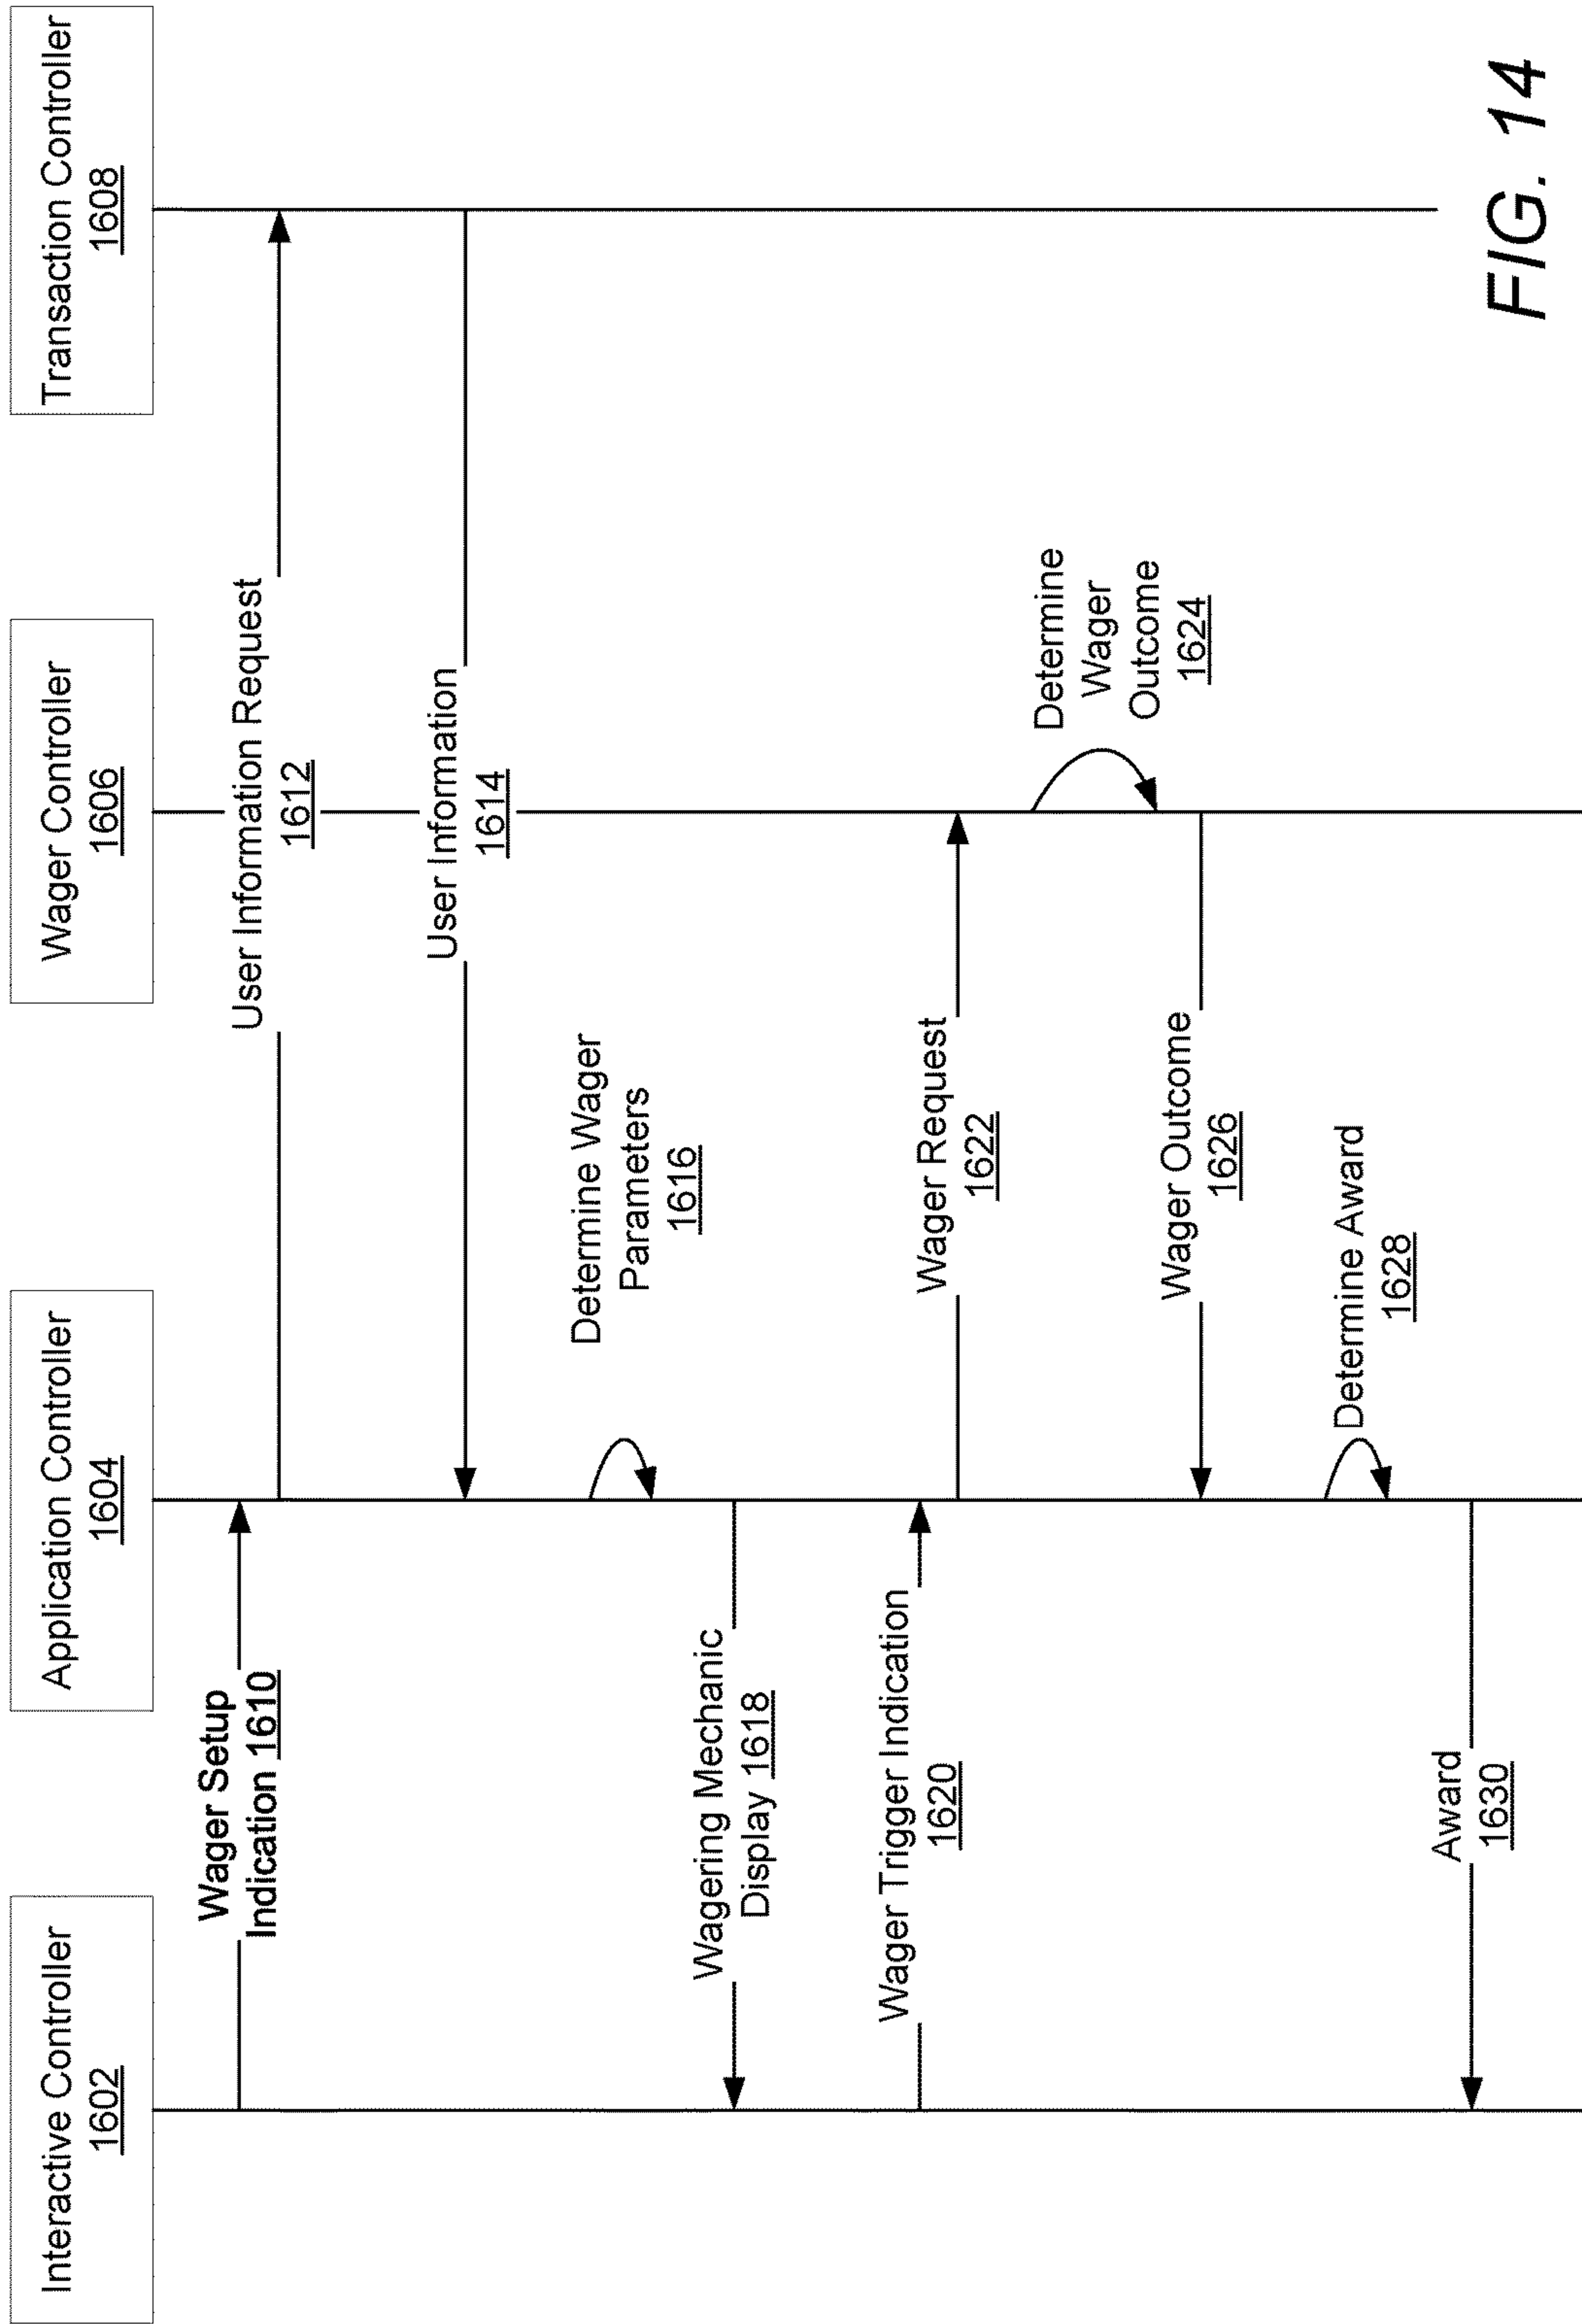 Interactive Controller
1602
Application Controller
1604
Wager Controller
1606
Transaction Controller
1608
Wager Setup
Indication 1610
User Information Request
1612
User Information
1614
Determine Wager
Parameters
1616
Wagering Mechanic
Display 1618
Wager Trigger Indication
1620
Wager Request
1622
Determine
Wager
Outcome
1624
Wager Outcome
1626
Determine Award
1628
Award
1630
FIG. 14